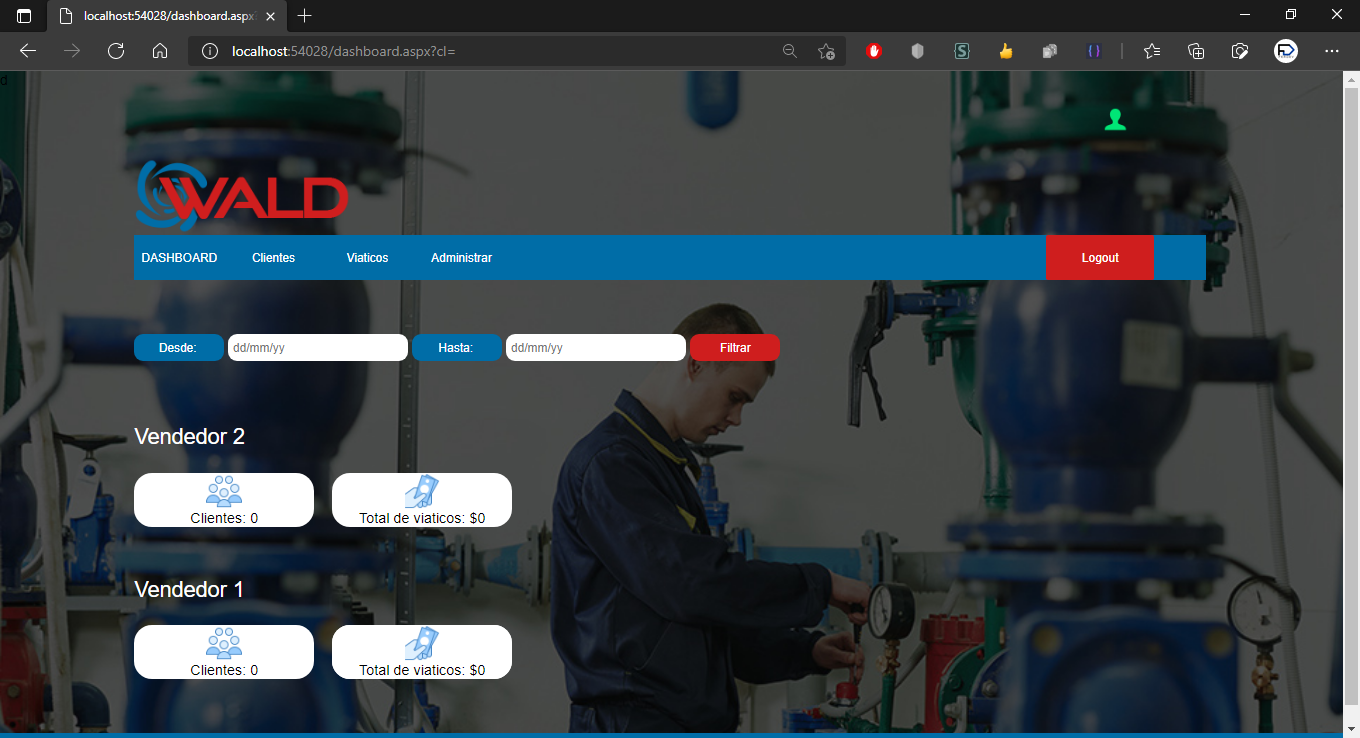 localhost:54028/dashboard.aspx?
localhost:54028/dashboard.aspx?cl=
d
WALD
DASHBOARD Clientes Viaticos Administrar Logout
Desde: dd/mm/yy Hasta: dd/mm/yy Filtrar
Vendedor 2
Clientes: 0 Total de viaticos: $0
Vendedor 1
Clientes: 0 Total de viaticos: $0